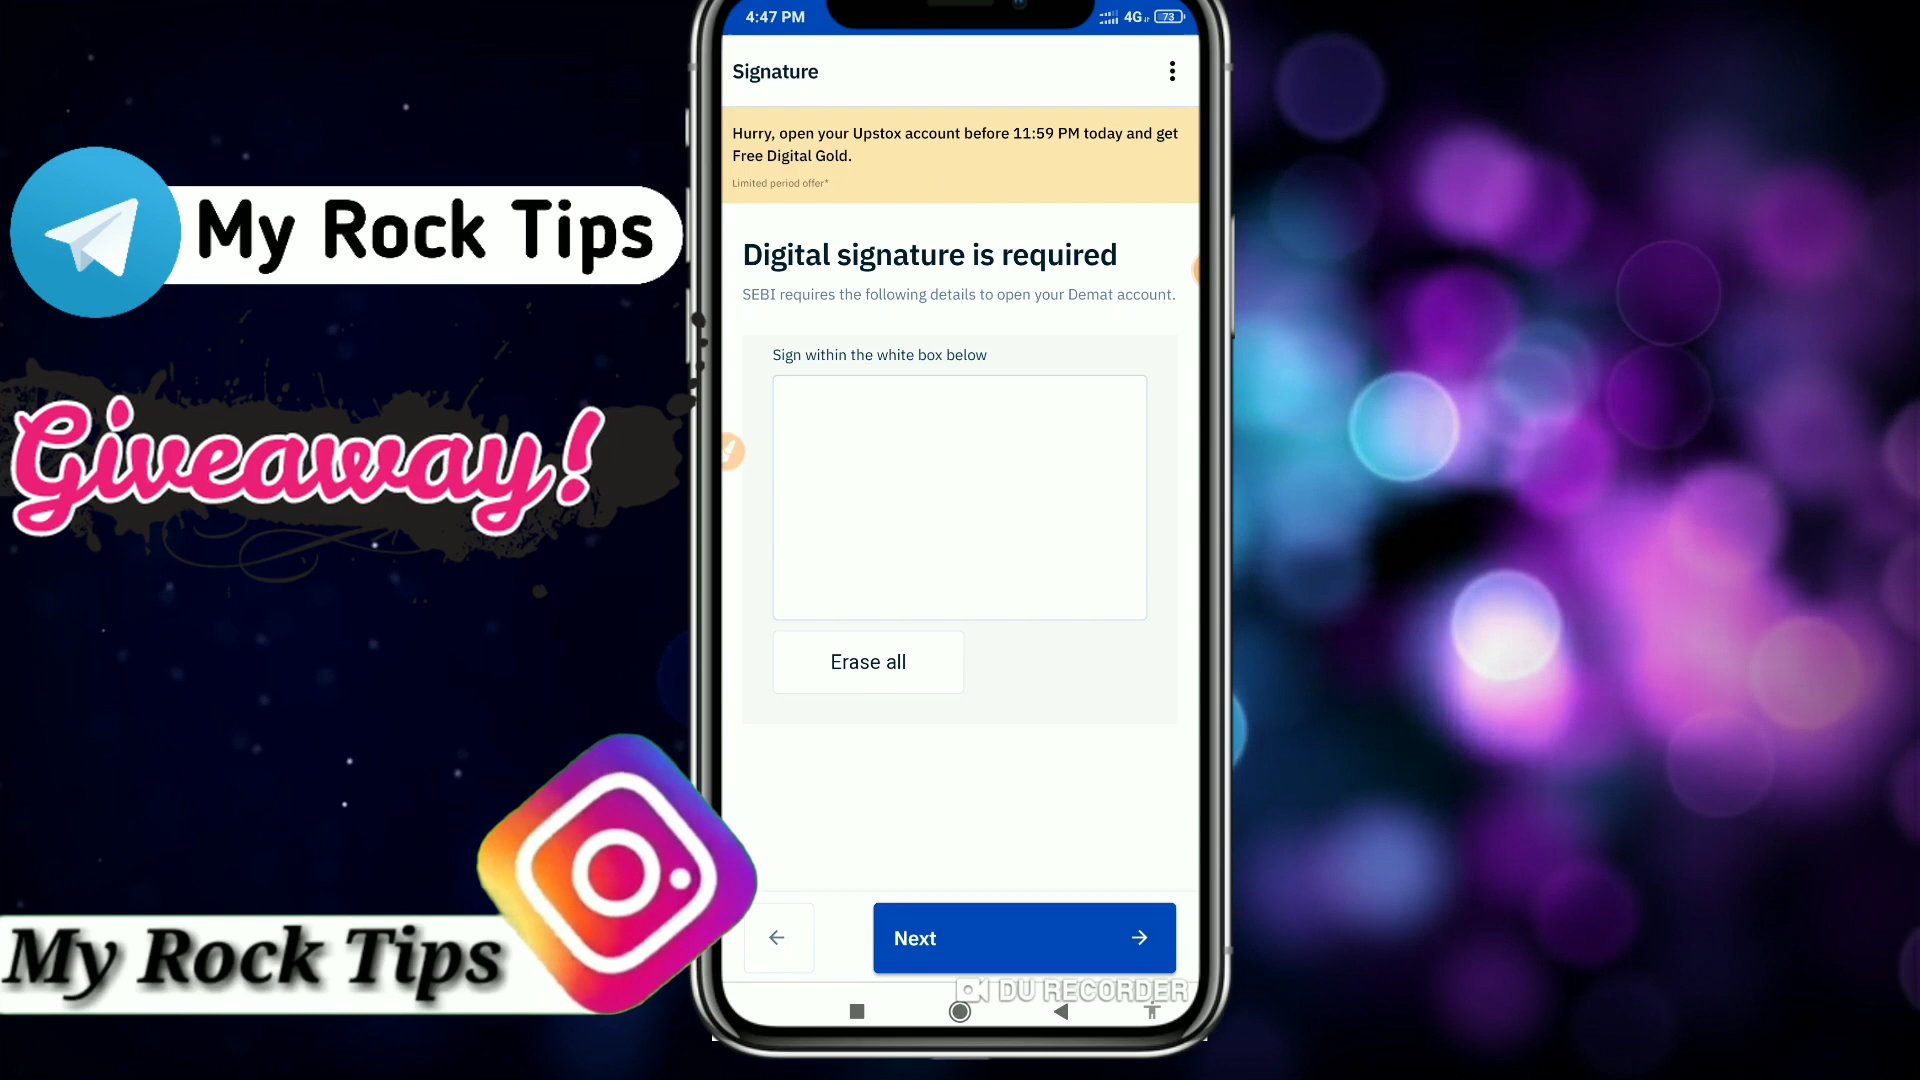 My Rock Tips
Giveaway!
My Rock Tips
4:47 PM
4G
73
Signature
Hurry, open your Upstox account before 11:59 PM today and get
Free Digital Gold.
Limited period offer*
Digital signature is required
SEBI requires the following details to open your Demat account.
Sign within the white box below
Erase all
Next
DU RECORDER